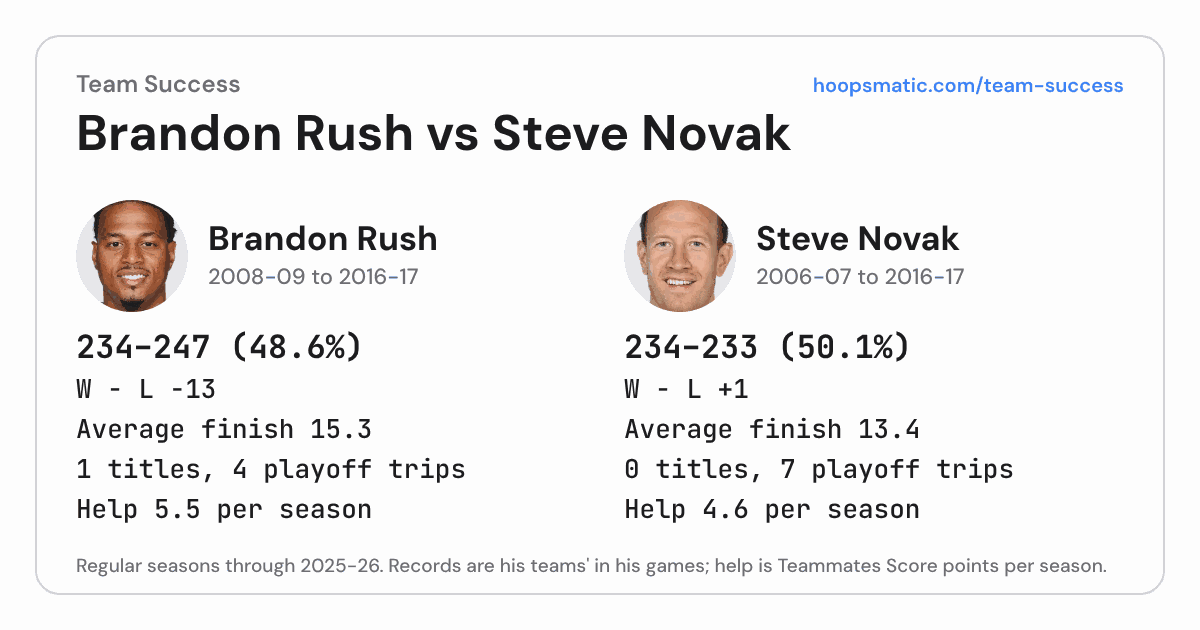 Team Success
hoopsmatic.com/team-success
Brandon Rush vs Steve Novak
Brandon Rush
2008-09 to 2016-17
234-247 (48.6%)
W - L -13
Average finish 15.3
1 titles, 4 playoff trips
Help 5.5 per season
Steve Novak
2006-07 to 2016-17
234-233 (50.1%)
W - L +1
Average finish 13.4
0 titles, 7 playoff trips
Help 4.6 per season
Regular seasons through 2025-26. Records are his teams' in his games; help is Teammates Score points per season.